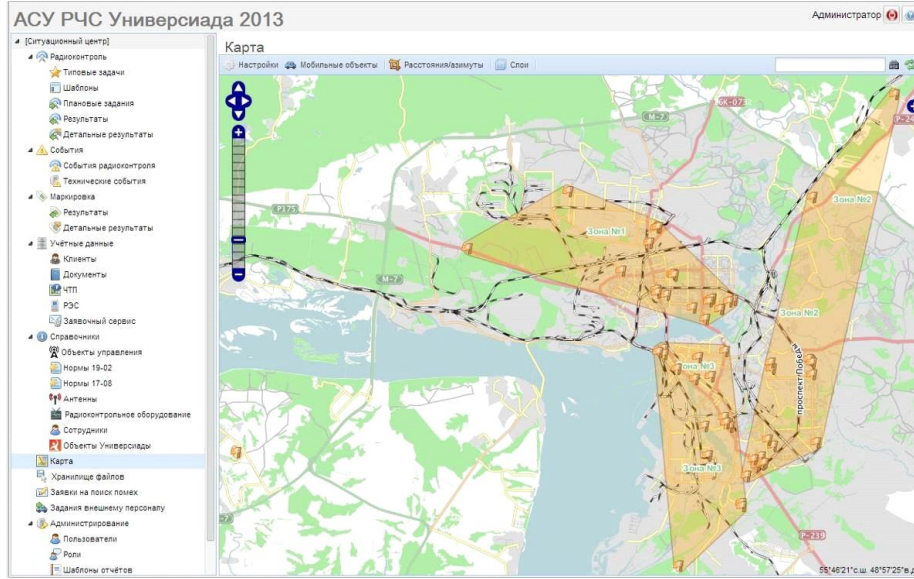 АСУ РЧС Универсиада 2013
Администратор
[Ситуационный центр]
Радиоконтроль
Типовые задачи
Шаблоны
Плановые задания
Результаты
Детальные результаты
События
События радиоконтроля
Технические события
Маркировка
Результаты
Детальные результаты
Учётные данные
Клиенты
Документы
ЧТП
РЭС
Заявочный сервис
Справочники
Объекты управления
Нормы 19-02
Нормы 17-08
Антенны
Радиоконтрольное оборудование
Сотрудники
Объекты Универсиады
Карта
Хранилище файлов
Заявки на поиск помех
Задания внешнему персоналу
Администрирование
Пользователи
Роли
Шаблоны отчётов
Карта
Настройки
Мобильные объекты
Расстояния/азимуты
Слои
6К-073
М-7
Р-24
Р175
Зона №2
Зона №1
М-7
Зона №2
проспект Победы
Зона №3
Зона №3
Р-239
55°46'21"с.ш. 48°57'25"в.д